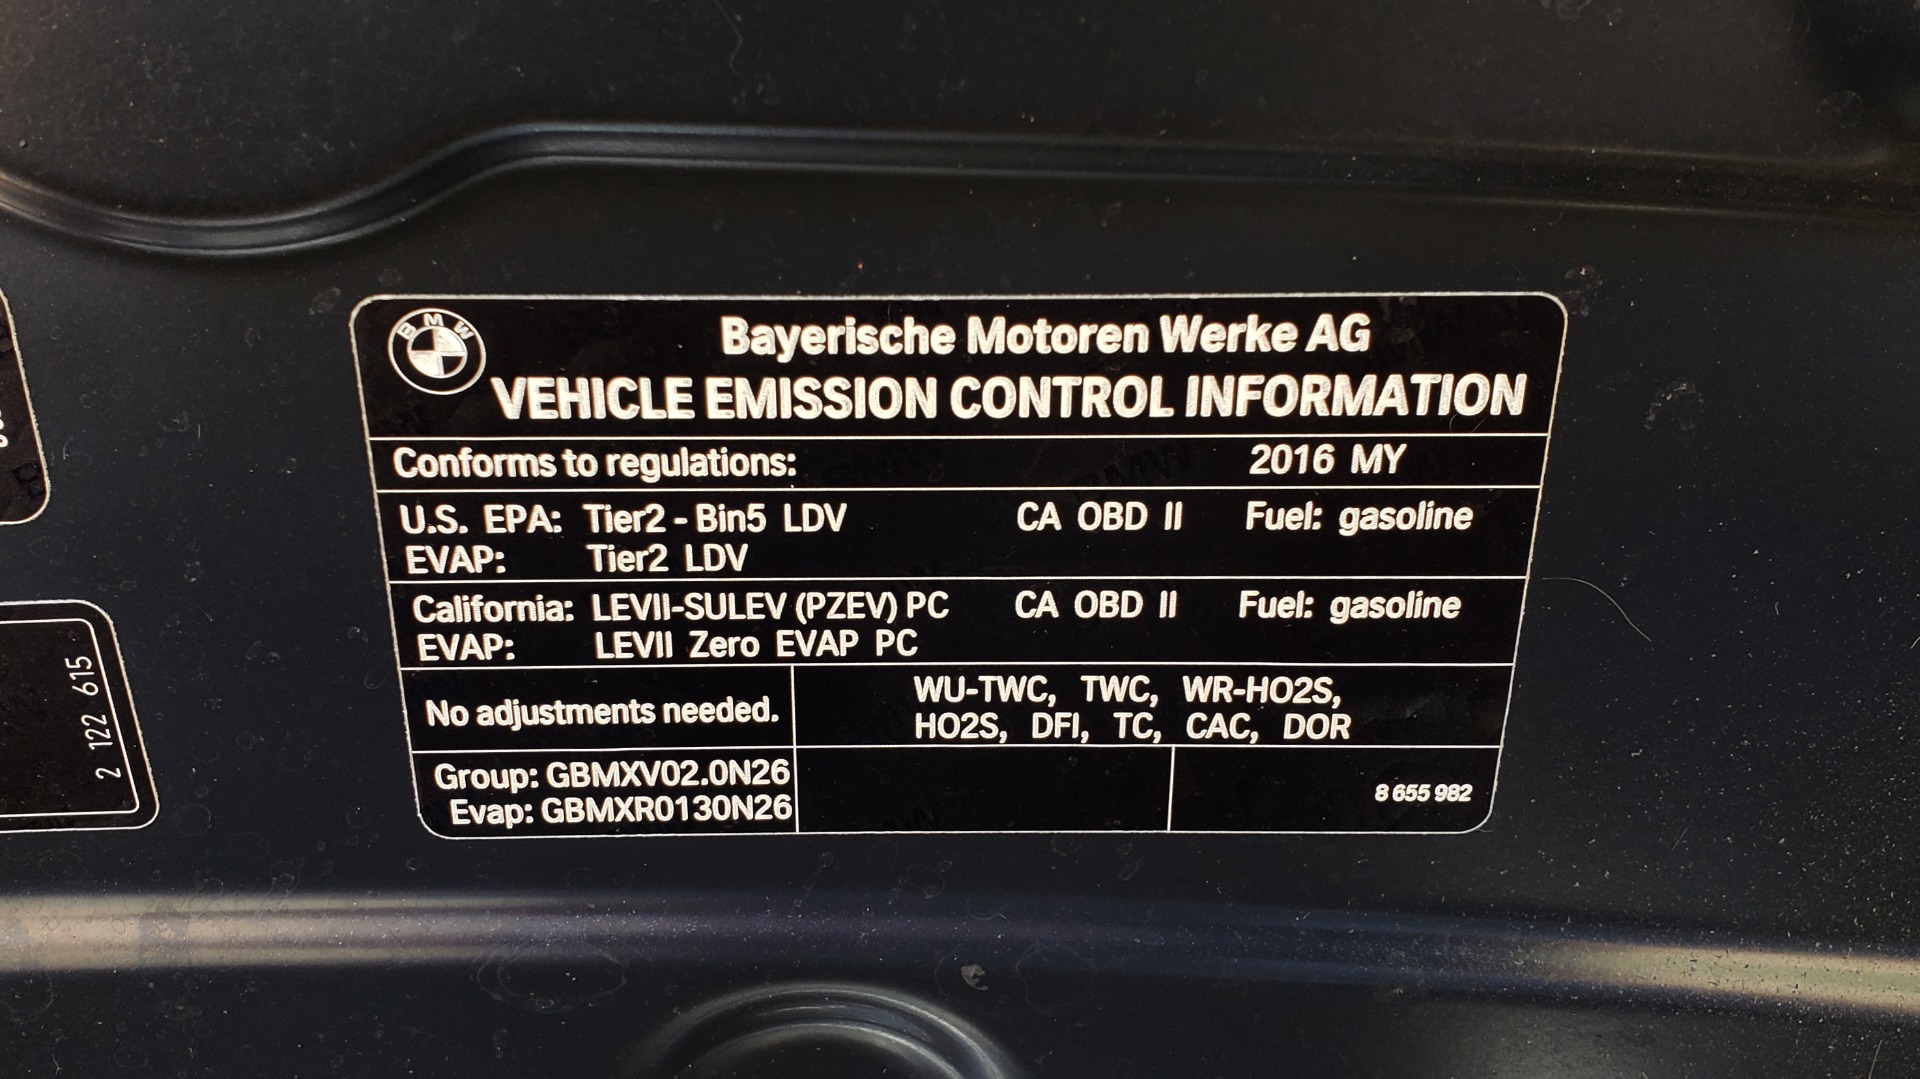 BMW
Bayerische Motoren Werke AG
VEHICLE EMISSION CONTROL INFORMATION
Conforms to regulations: 2016 MY
U.S. EPA: Tier2 - Bin5 LDV CA OBD II Fuel: gasoline
EVAP: Tier2 LDV
California: LEVII-SULEV (PZEV) PC CA OBD II Fuel: gasoline
EVAP: LEVII Zero EVAP PC
No adjustments needed.
WU-TWC, TWC, WR-HO2S,
HO2S, DFI, TC, CAC, DOR
Group: GBMXV02.0N26
Evap: GBMXR0130N26
8 655 982
2 122 615